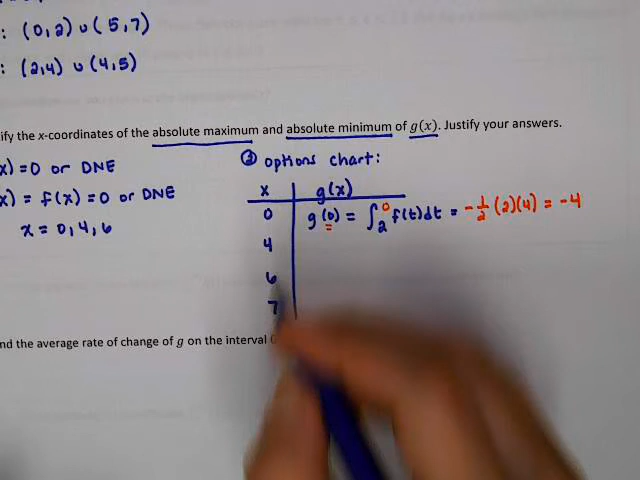 : (0,2) ∪ (5,7)
: (2,4) ∪ (4,5)
ify the x-coordinates of the absolute maximum and absolute minimum of g(x). Justify your answers.
x) = 0 or DNE
x) = f(x) = 0 or DNE
x = 0, 4, 6
② options chart:
x g(x)
0 g(0) = ∫₂⁰ f(t)dt = -½(2)(4) = -4
4
6
7
nd the average rate of change of g on the interval